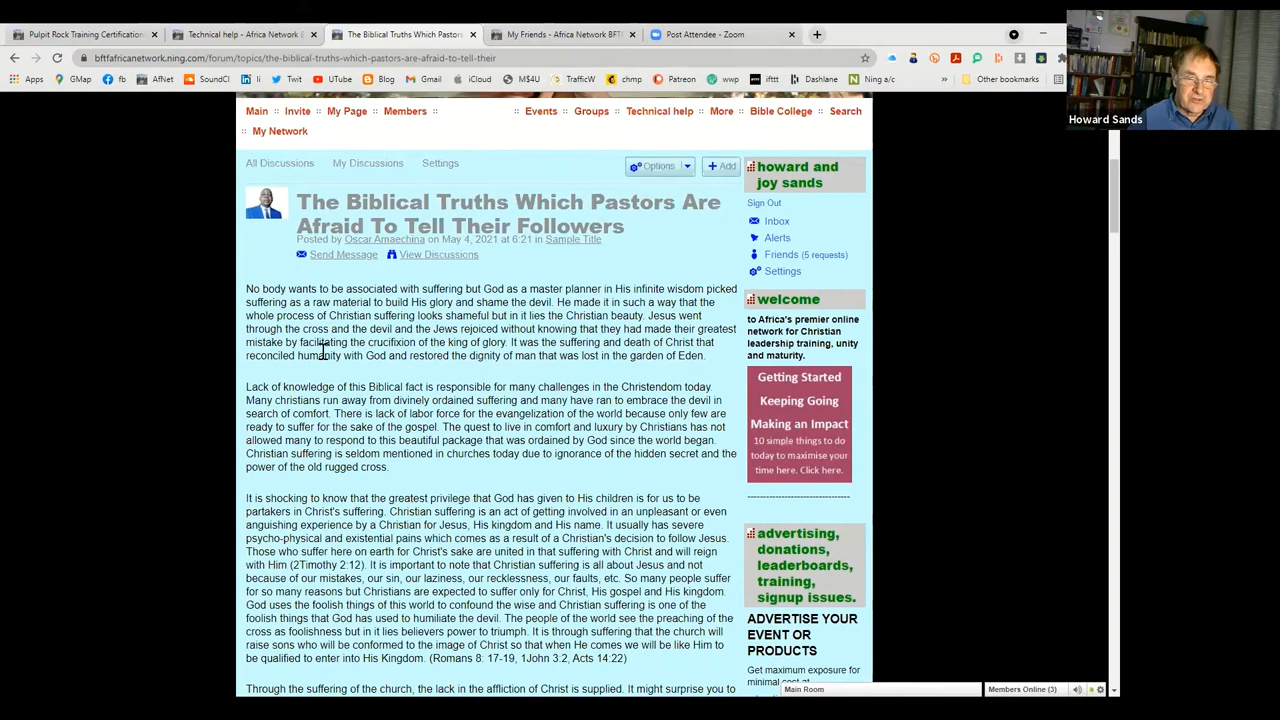 Pulpit Rock Training Certification
Technical help - Africa Network B
The Biblical Truths Which Pastors
My Friends - Africa Network BFT
Post Attendee - Zoom
bftfafricanetwork.ning.com/forum/topics/the-biblical-truths-which-pastors-are-afraid-to-tell-their
Apps GMap fb AfNet SoundCl li Twit UTube Blog Gmail iCloud M$4U TrafficW chmp Patreon wwp ifttt Dashlane Ning a/c Other bookmarks
Howard Sands
Main :: Invite :: My Page :: Members :: :: Events :: Groups :: Technical help :: More :: Bible College :: Search
:: My Network
All Discussions My Discussions Settings
Options + Add
The Biblical Truths Which Pastors Are
Afraid To Tell Their Followers
Posted by Oscar Amaechina on May 4, 2021 at 6:21 in Sample Title
Send Message View Discussions
No body wants to be associated with suffering but God as a master planner in His infinite wisdom picked
suffering as a raw material to build His glory and shame the devil. He made it in such a way that the
whole process of Christian suffering looks shameful but in it lies the Christian beauty. Jesus went
through the cross and the devil and the Jews rejoiced without knowing that they had made their greatest
mistake by facilitating the crucifixion of the king of glory. It was the suffering and death of Christ that
reconciled humanity with God and restored the dignity of man that was lost in the garden of Eden.
Lack of knowledge of this Biblical fact is responsible for many challenges in the Christendom today.
Many christians run away from divinely ordained suffering and many have ran to embrace the devil in
search of comfort. There is lack of labor force for the evangelization of the world because only few are
ready to suffer for the sake of the gospel. The quest to live in comfort and luxury by Christians has not
allowed many to respond to this beautiful package that was ordained by God since the world began.
Christian suffering is seldom mentioned in churches today due to ignorance of the hidden secret and the
power of the old rugged cross.
It is shocking to know that the greatest privilege that God has given to His children is for us to be
partakers in Christ's suffering. Christian suffering is an act of getting involved in an unpleasant or even
anguishing experience by a Christian for Jesus, His kingdom and His name. It usually has severe
psycho-physical and existential pains which comes as a result of a Christian's decision to follow Jesus.
Those who suffer here on earth for Christ's sake are united in that suffering with Christ and will reign
with Him (2Timothy 2:12). It is important to note that Christian suffering is all about Jesus and not
because of our mistakes, our sin, our laziness, our recklessness, our faults, etc. So many people suffer
for so many reasons but Christians are expected to suffer only for Christ, His gospel and His kingdom.
God uses the foolish things of this world to confound the wise and Christian suffering is one of the
foolish things that God has used to humiliate the devil. The people of the world see the preaching of the
cross as foolishness but in it lies believers power to triumph. It is through suffering that the church will
raise sons who will be conformed to the image of Christ so that when He comes we will be like Him to
be qualified to enter into His Kingdom. (Romans 8: 17-19, 1John 3:2, Acts 14:22)
Through the suffering of the church, the lack in the affliction of Christ is supplied. It might surprise you to
howard and
joy sands
Sign Out
Inbox
Alerts
Friends (5 requests)
Settings
welcome
to Africa's premier online
network for Christian
leadership training, unity
and maturity.
Getting Started
Keeping Going
Making an Impact
10 simple things to do
today to maximise your
time here. Click here.
advertising,
donations,
leaderboards,
training,
signup issues.
ADVERTISE YOUR
EVENT OR
PRODUCTS
Get maximum exposure for
minimal cost at
Main Room
Members Online (3)